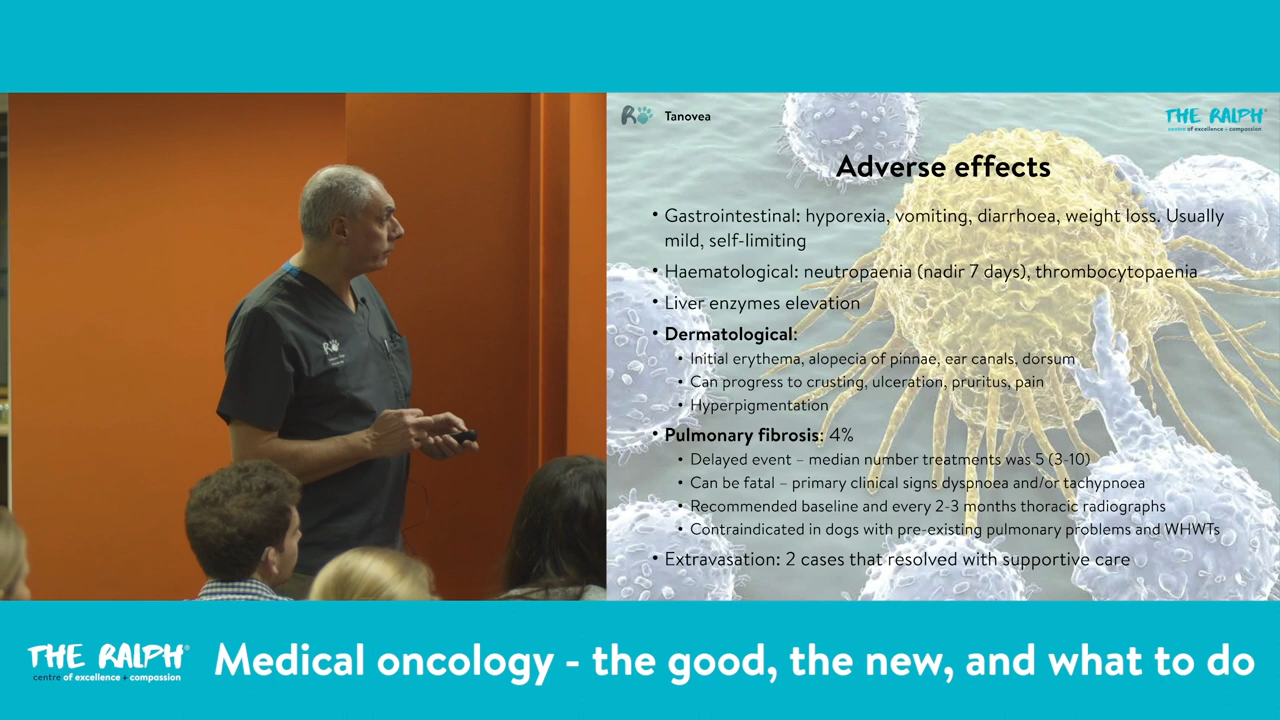 Tanovea
THE RALPH®
centre of excellence + compassion
Adverse effects
• Gastrointestinal: hyporexia, vomiting, diarrhoea, weight loss. Usually
mild, self-limiting
• Haematological: neutropaenia (nadir 7 days), thrombocytopaenia
• Liver enzymes elevation
• Dermatological:
• Initial erythema, alopecia of pinnae, ear canals, dorsum
• Can progress to crusting, ulceration, pruritus, pain
• Hyperpigmentation
• Pulmonary fibrosis: 4%
• Delayed event – median number treatments was 5 (3-10)
• Can be fatal – primary clinical signs dyspnoea and/or tachypnoea
• Recommended baseline and every 2-3 months thoracic radiographs
• Contraindicated in dogs with pre-existing pulmonary problems and WHWTs
• Extravasation: 2 cases that resolved with supportive care
THE RALPH®
centre of excellence + compassion
Medical oncology - the good, the new, and what to do